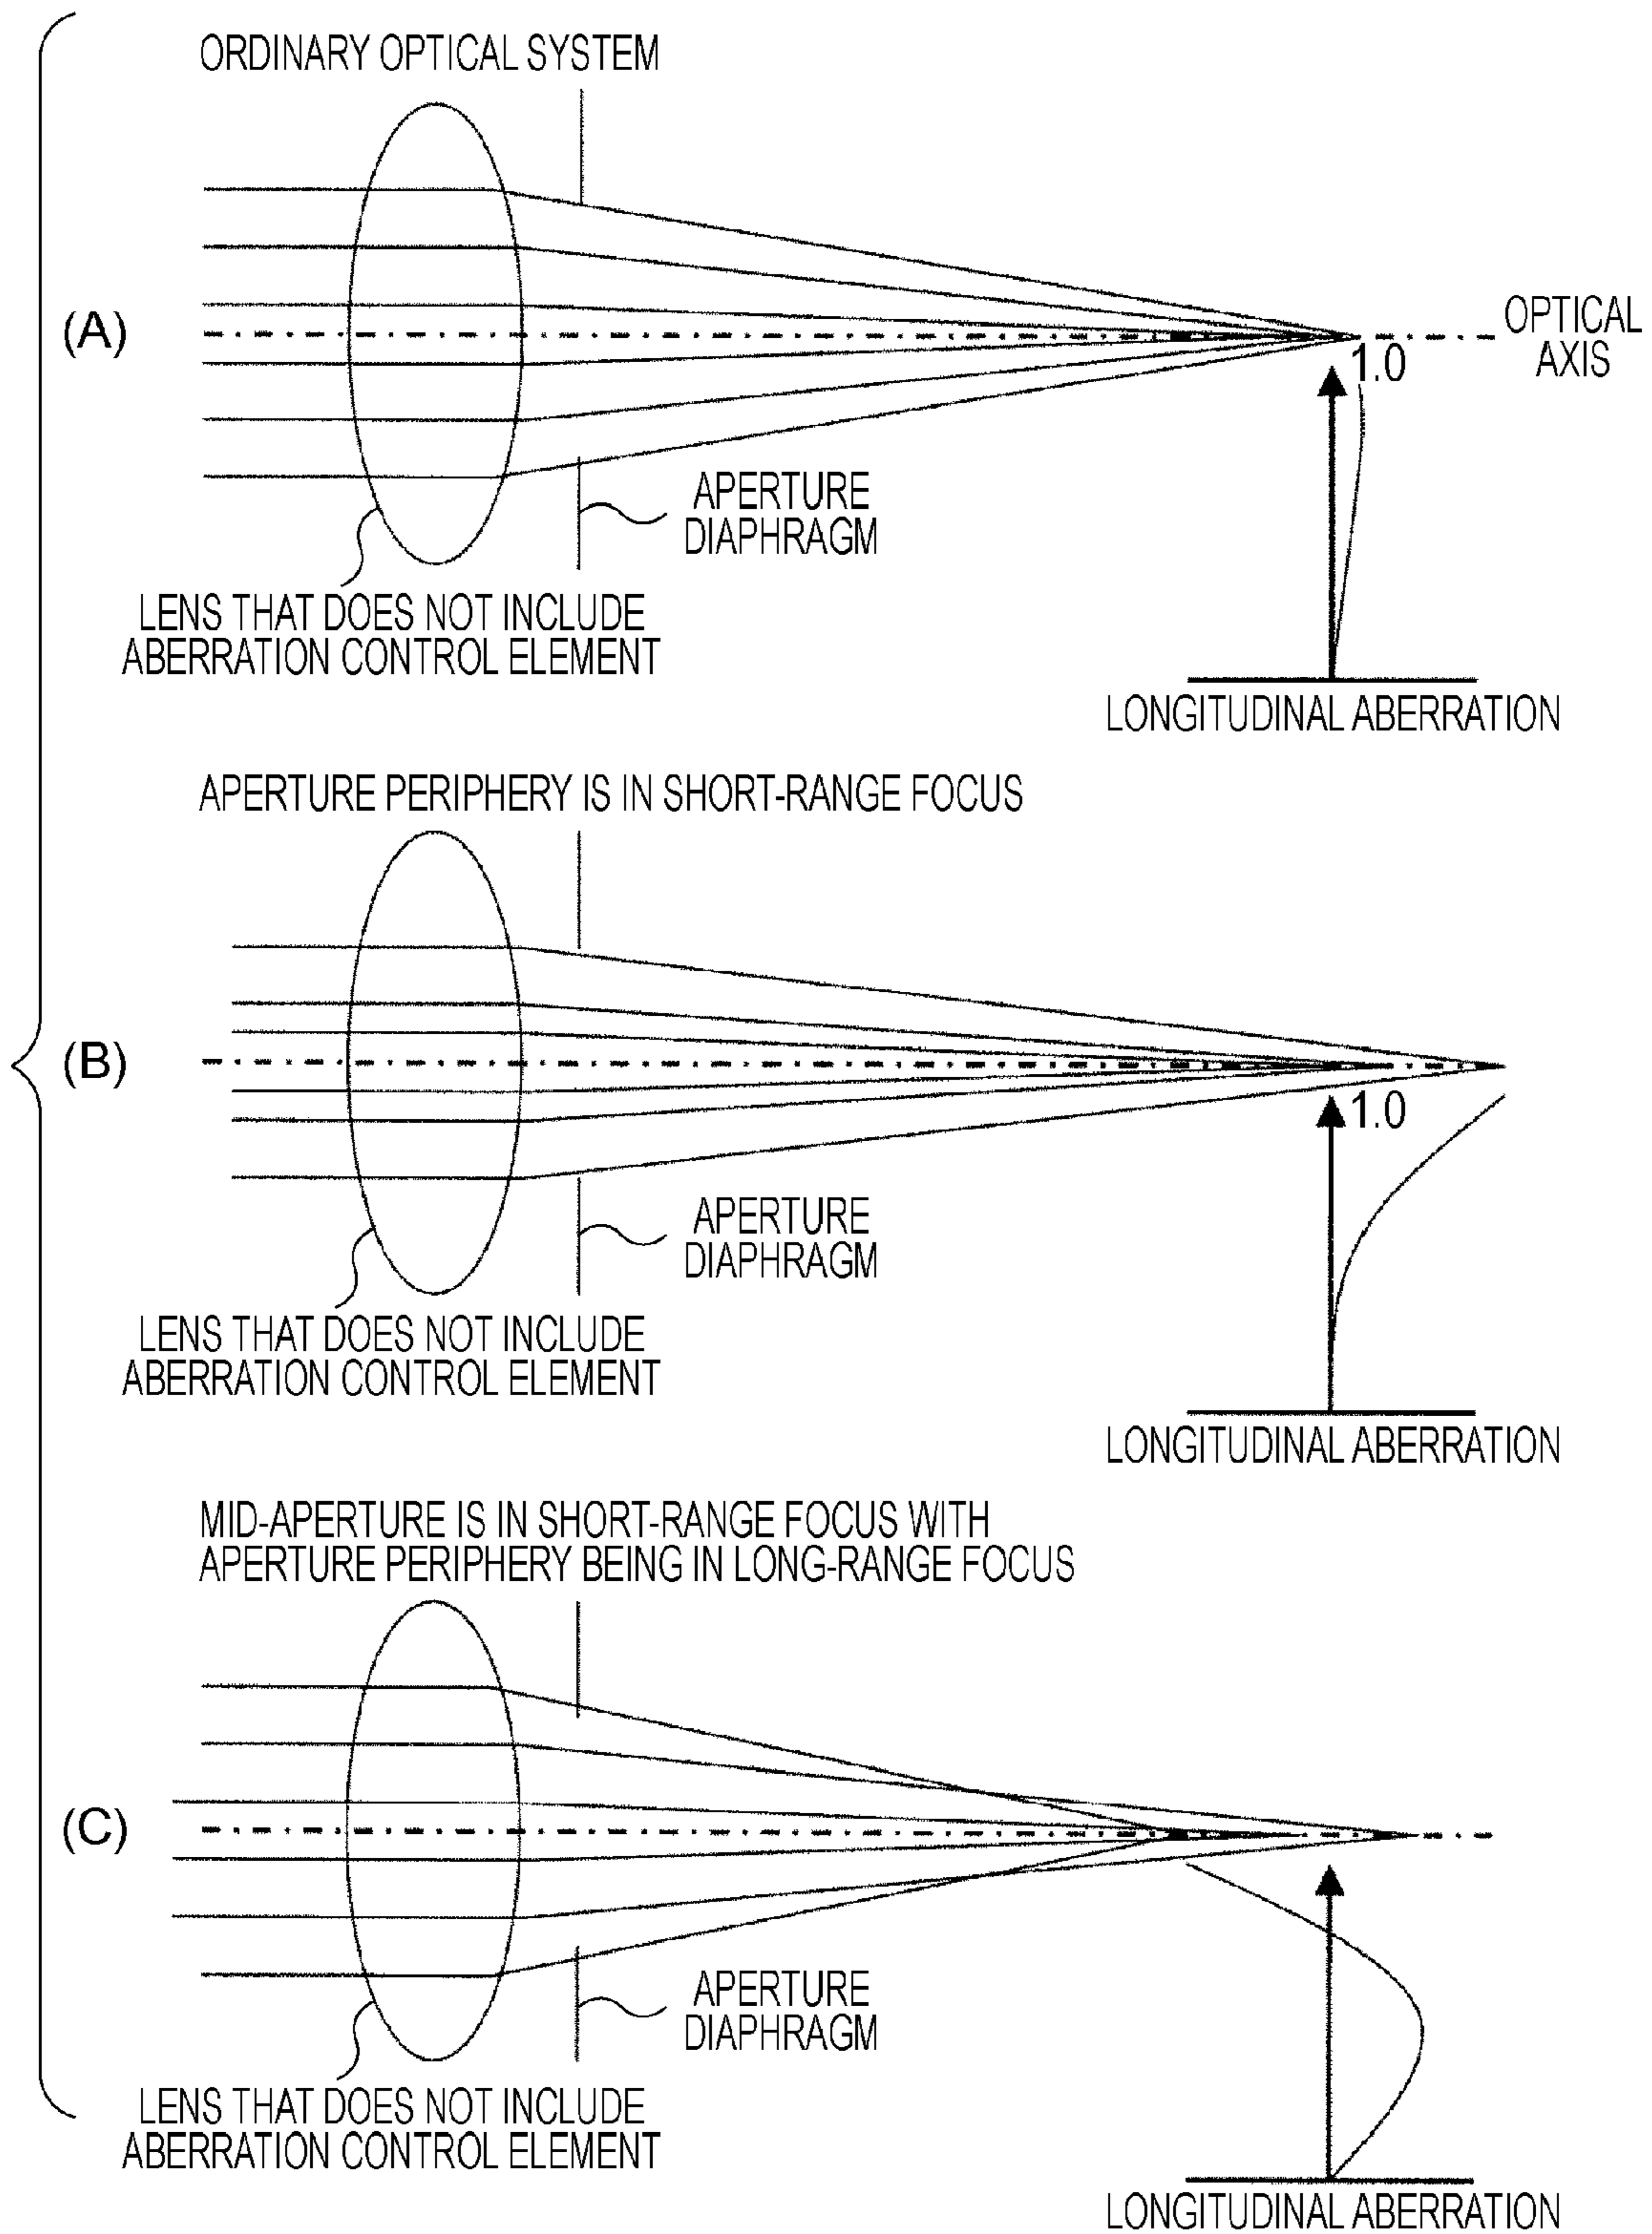 ORDINARY OPTICAL SYSTEM
(A)
OPTICAL
AXIS
1.0
APERTURE
DIAPHRAGM
LENS THAT DOES NOT INCLUDE
ABERRATION CONTROL ELEMENT
LONGITUDINAL ABERRATION
APERTURE PERIPHERY IS IN SHORT-RANGE FOCUS
(B)
1.0
APERTURE
DIAPHRAGM
LENS THAT DOES NOT INCLUDE
ABERRATION CONTROL ELEMENT
LONGITUDINAL ABERRATION
MID-APERTURE IS IN SHORT-RANGE FOCUS WITH
APERTURE PERIPHERY BEING IN LONG-RANGE FOCUS
(C)
APERTURE
DIAPHRAGM
LENS THAT DOES NOT INCLUDE
ABERRATION CONTROL ELEMENT
LONGITUDINAL ABERRATION